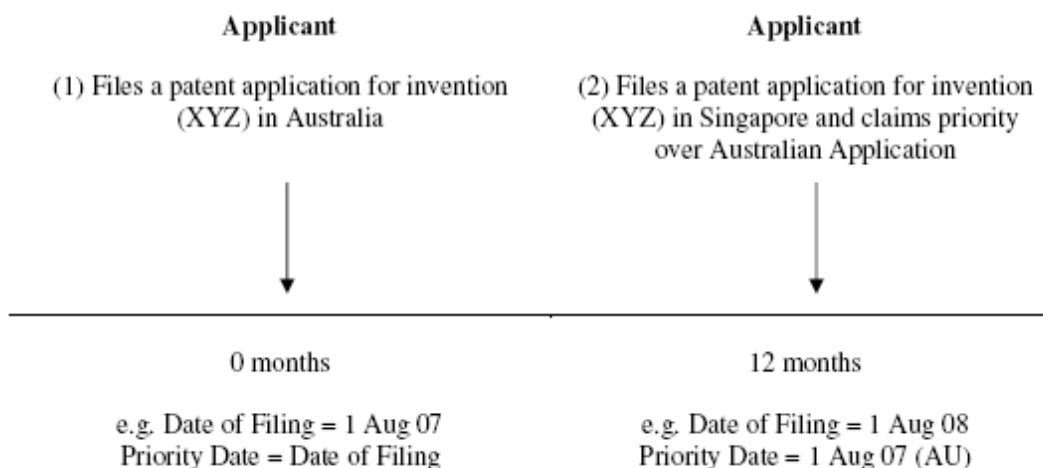 Applicant
(1) Files a patent application for invention
(XYZ) in Australia
Applicant
(2) Files a patent application for invention
(XYZ) in Singapore and claims priority
over Australian Application
0 months
e.g. Date of Filing = 1 Aug 07
Priority Date = Date of Filing
12 months
e.g. Date of Filing = 1 Aug 08
Priority Date = 1 Aug 07 (AU)